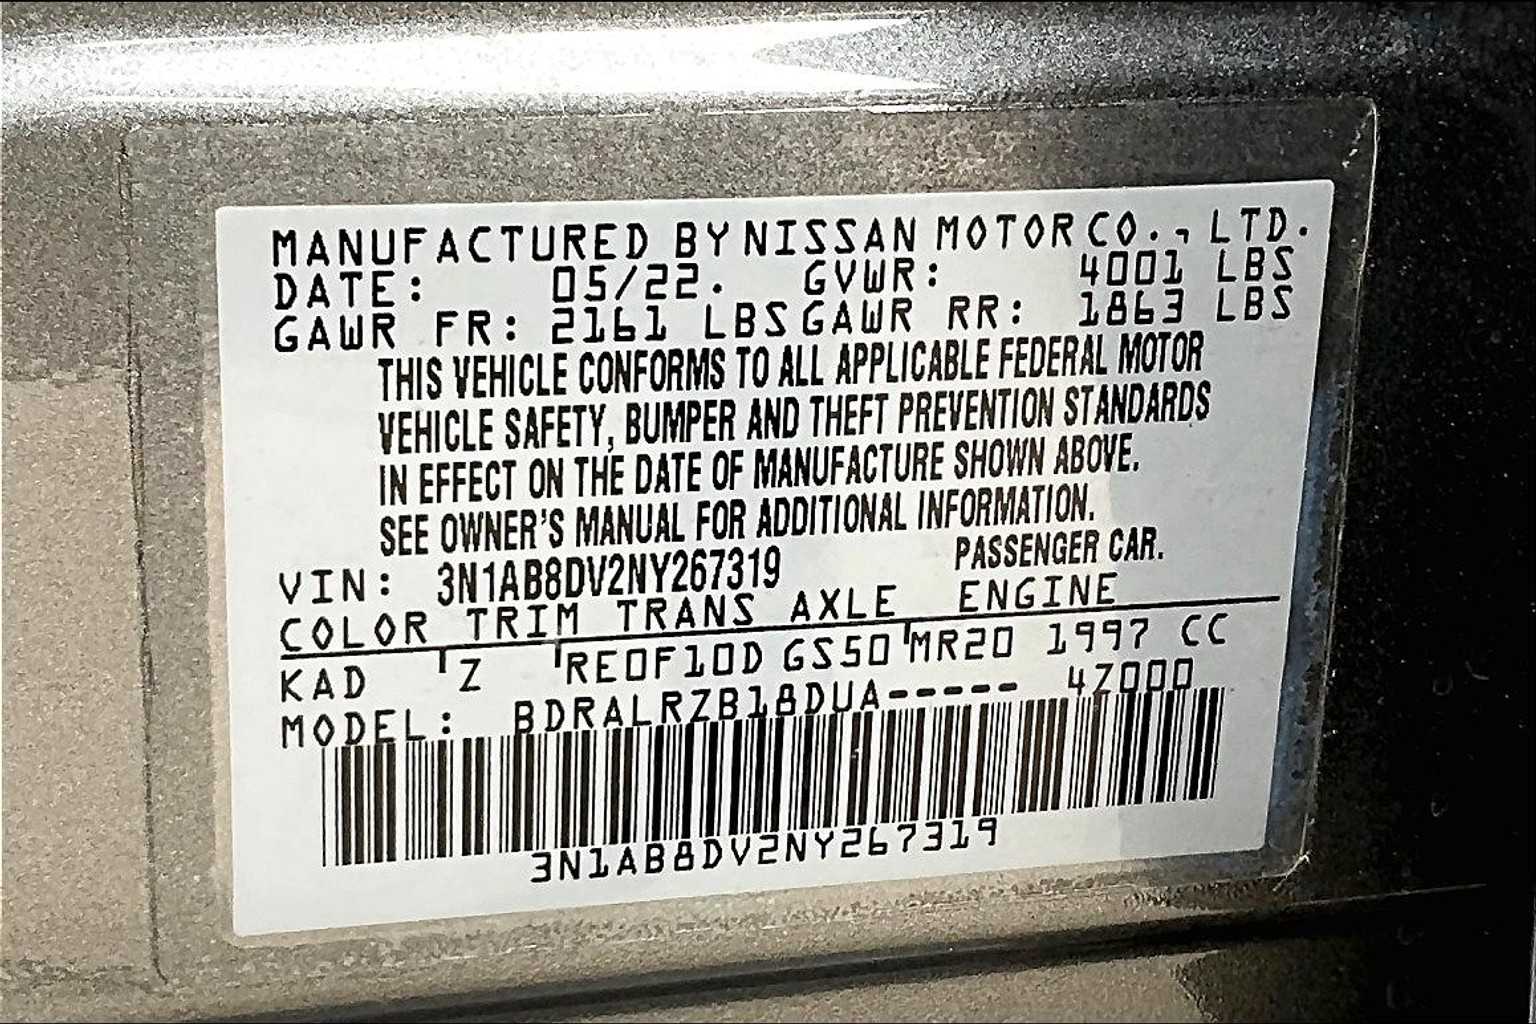 MANUFACTURED BY NISSAN MOTOR CO., LTD.
DATE: 05/22. GVWR: 4001 LBS
GAWR FR: 2161 LBS GAWR RR: 1863 LBS
THIS VEHICLE CONFORMS TO ALL APPLICABLE FEDERAL MOTOR
VEHICLE SAFETY, BUMPER AND THEFT PREVENTION STANDARDS
IN EFFECT ON THE DATE OF MANUFACTURE SHOWN ABOVE.
SEE OWNER'S MANUAL FOR ADDITIONAL INFORMATION.
PASSENGER CAR.
VIN: 3N1AB8DV2NY267319
COLOR TRIM TRANS AXLE ENGINE
KAD Z RE0F10D GS50 MR20 1997 CC
MODEL: BDRALRZB18DUA----- 4Z000
3N1AB8DV2NY267319